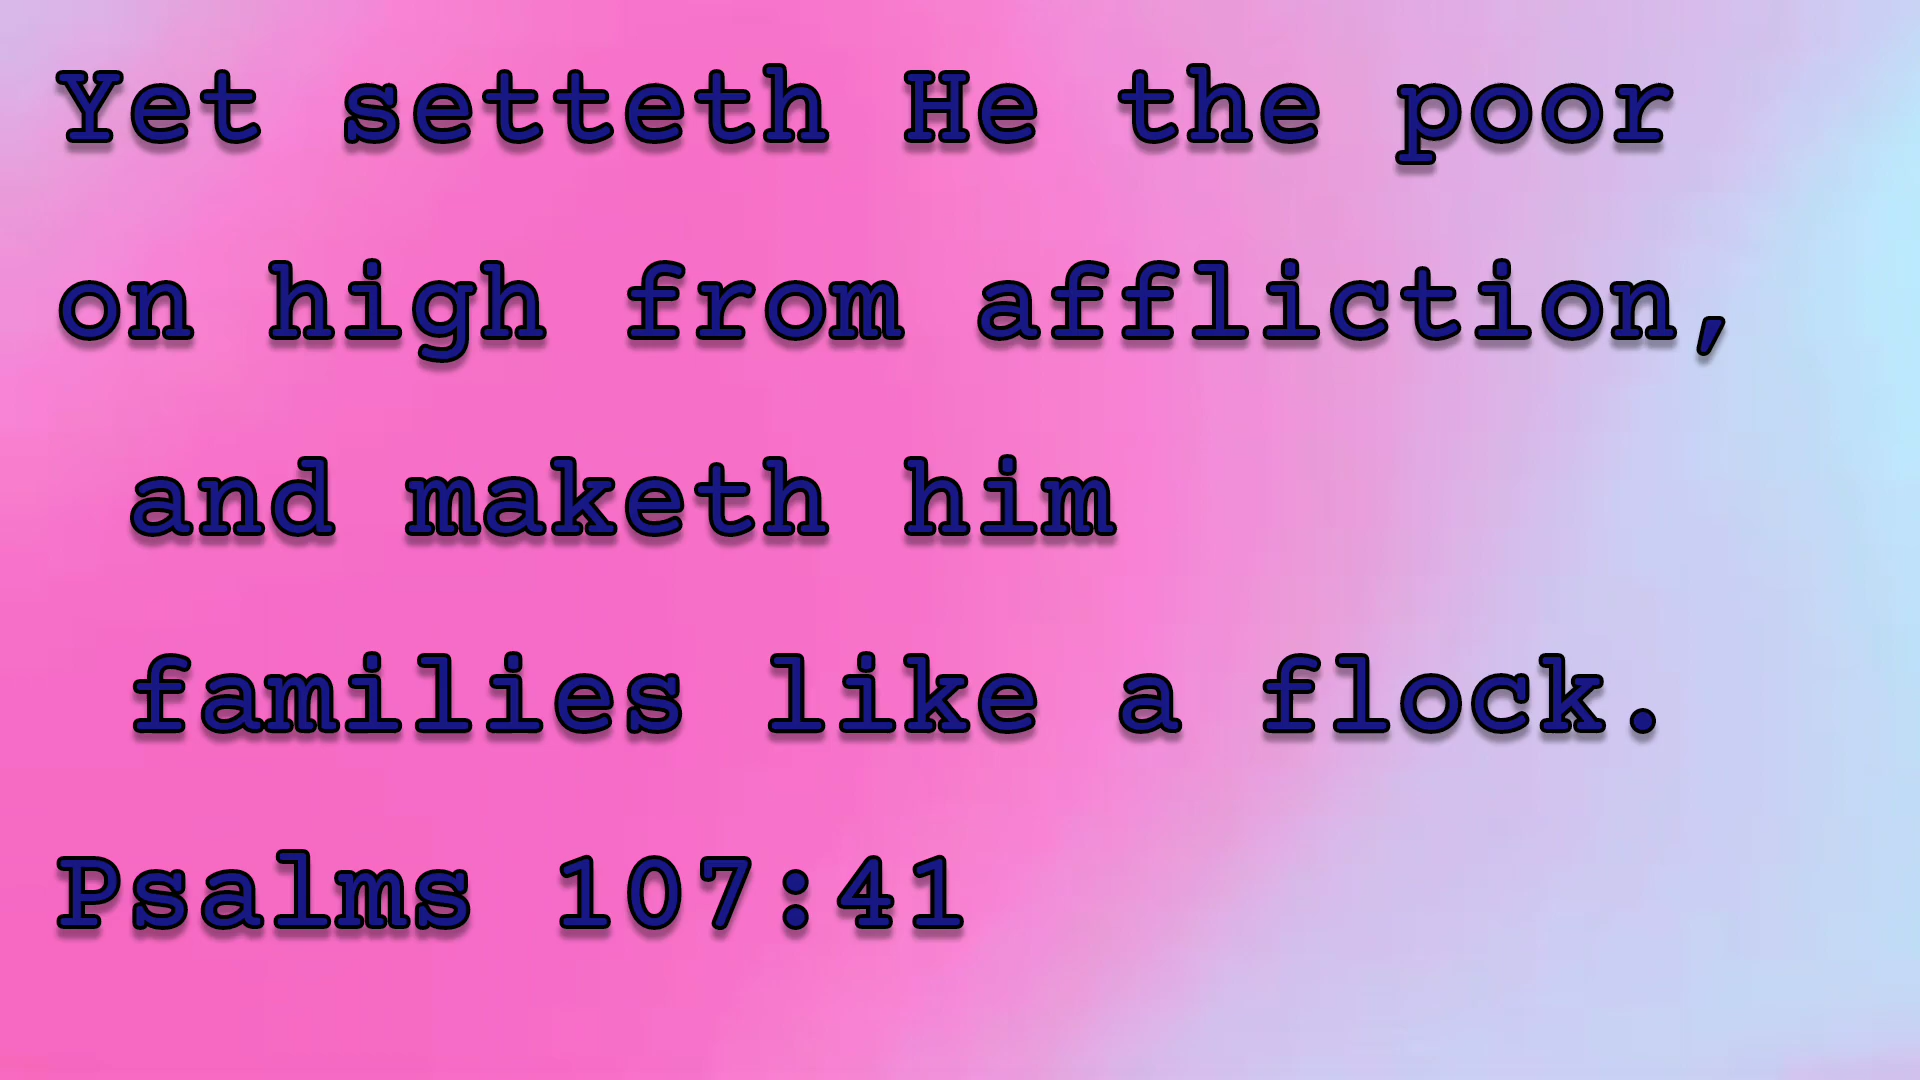 Yet setteth He the poor
on high from affliction,
and maketh him
families like a flock.
Psalms 107:41